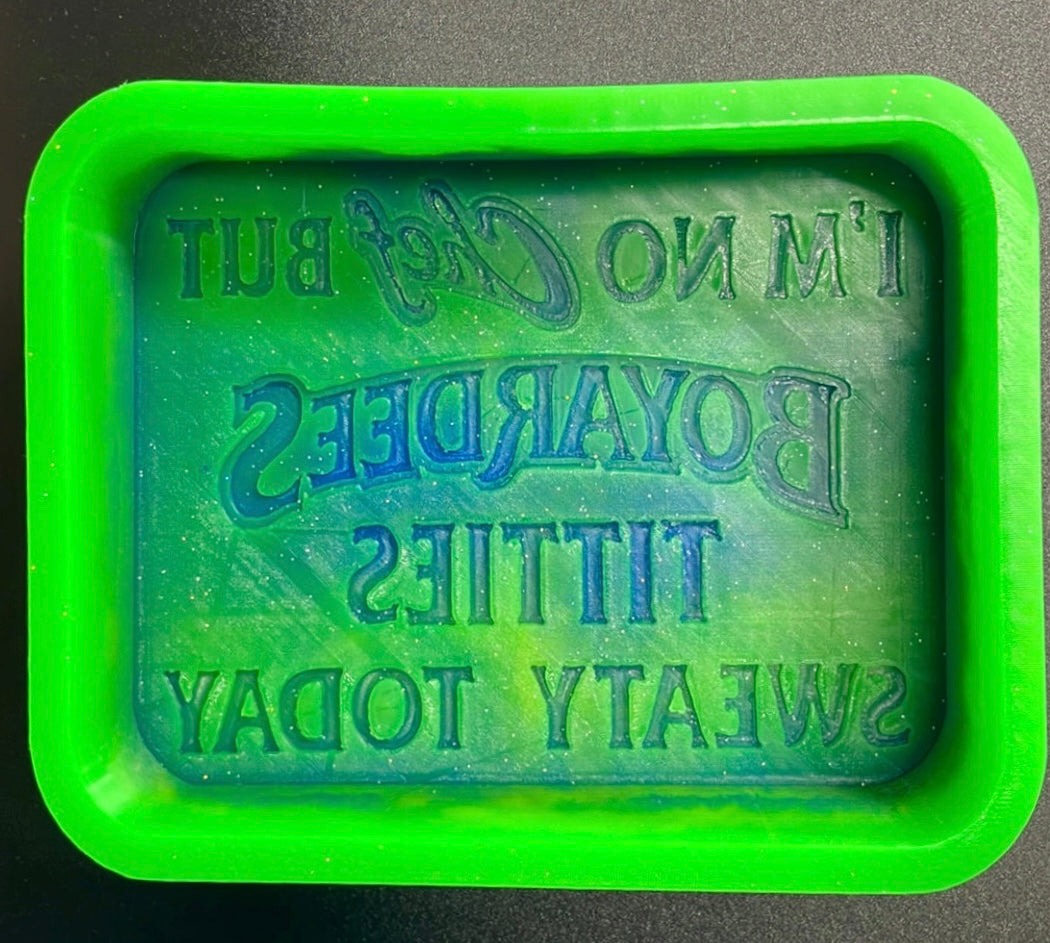 I'M NO Chef BUT
BOYARDEES
TITTIES
SWEATY TODAY